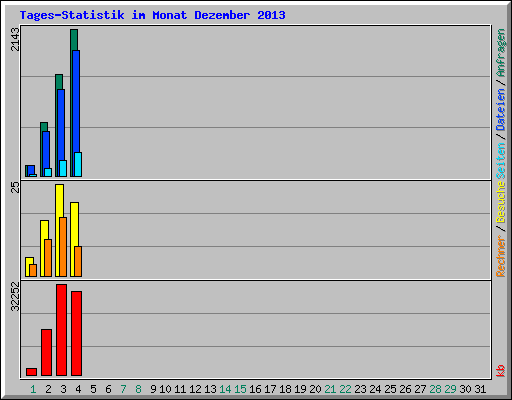 Tages-Statistik im Monat Dezember 2013
2143
25
32252
Rechner / Besuche Seiten / Dateien / Anfragen
kb
1 2 3 4 5 6 7 8 9 10 11 12 13 14 15 16 17 18 19 20 21 22 23 24 25 26 27 28 29 30 31